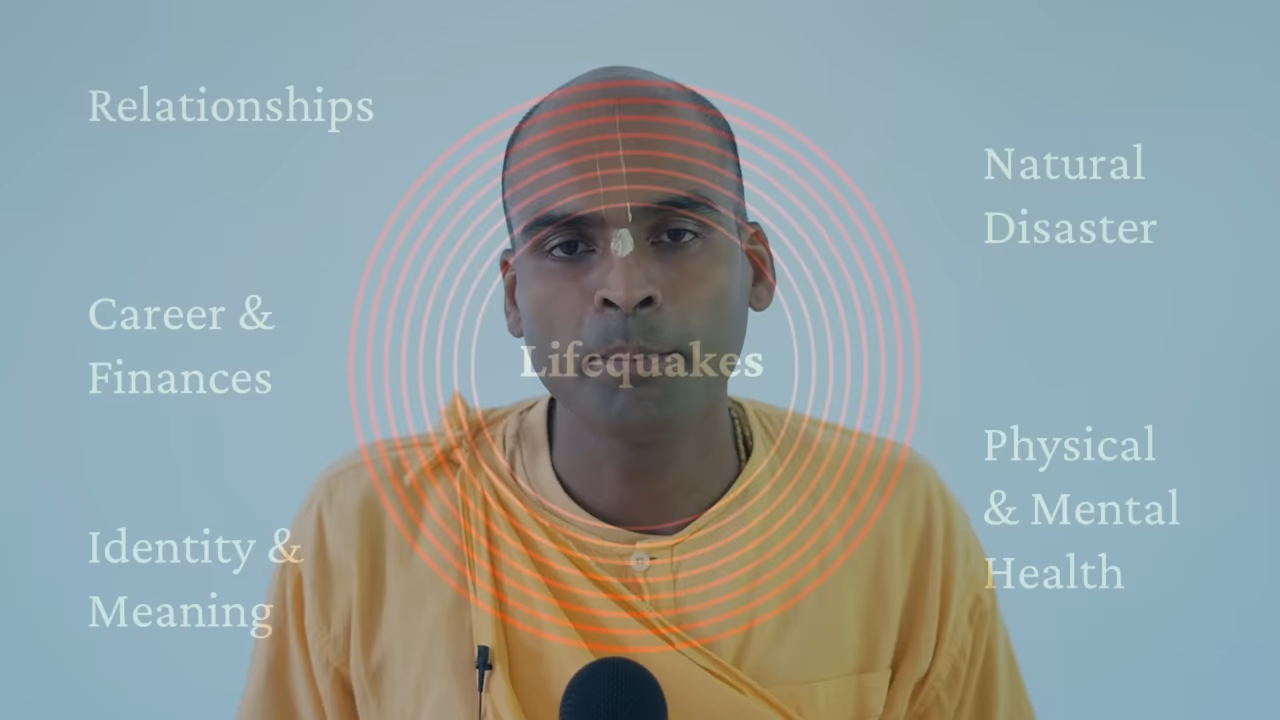 Relationships
Career &
Finances
Identity &
Meaning
Lifequakes
Natural
Disaster
Physical
& Mental
Health